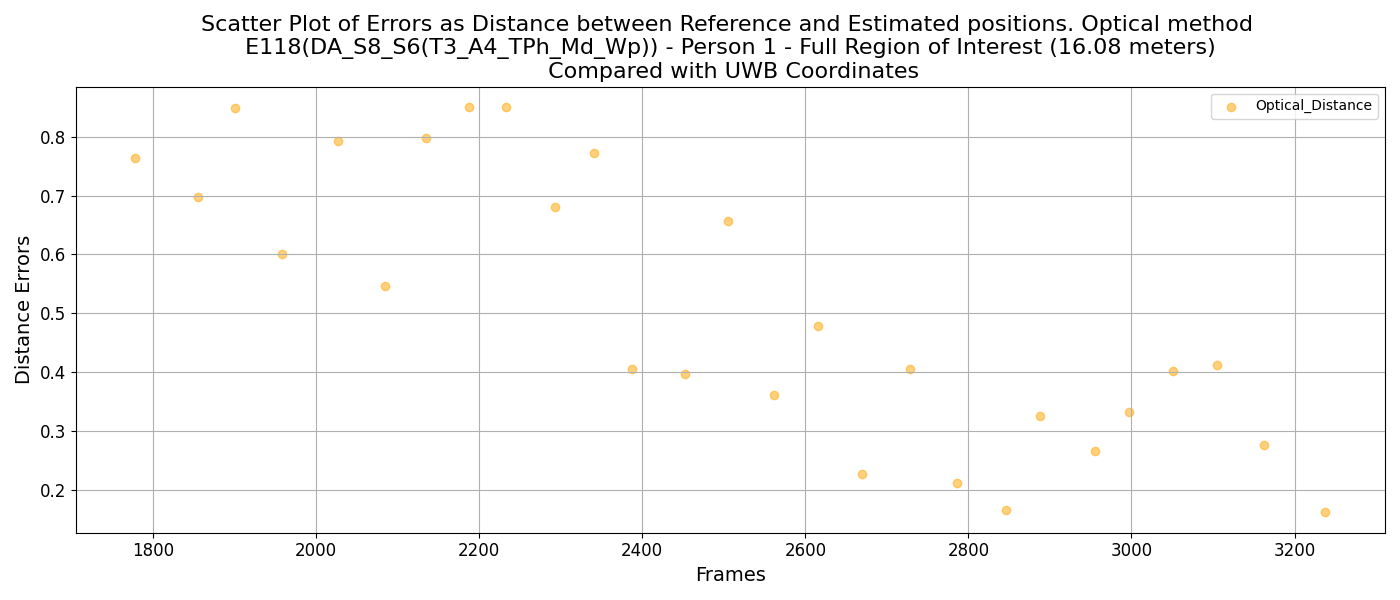 Scatter Plot of Errors as Distance between Reference and Estimated positions. Optical method
E118(DA_S8_S6(T3_A4_TPh_Md_Wp)) - Person 1 - Full Region of Interest (16.08 meters)
Compared with UWB Coordinates
Optical_Distance
Distance Errors
0.8
0.7
0.6
0.5
0.4
0.3
0.2
1800 2000 2200 2400 2600 2800 3000 3200
Frames